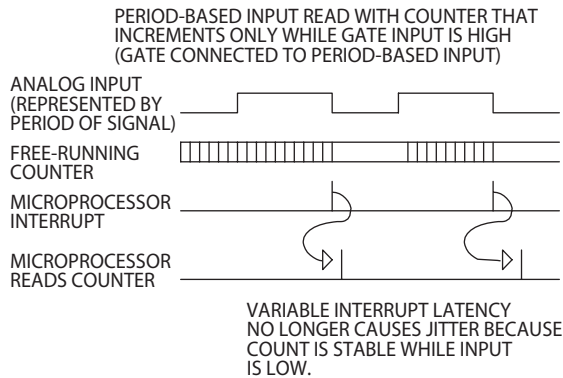 PERIOD-BASED INPUT READ WITH COUNTER THAT
INCREMENTS ONLY WHILE GATE INPUT IS HIGH
(GATE CONNECTED TO PERIOD-BASED INPUT)
ANALOG INPUT
(REPRESENTED BY
PERIOD OF SIGNAL)
FREE-RUNNING
COUNTER
MICROPROCESSOR
INTERRUPT
MICROPROCESSOR
READS COUNTER
VARIABLE INTERRUPT LATENCY
NO LONGER CAUSES JITTER BECAUSE
COUNT IS STABLE WHILE INPUT
IS LOW.